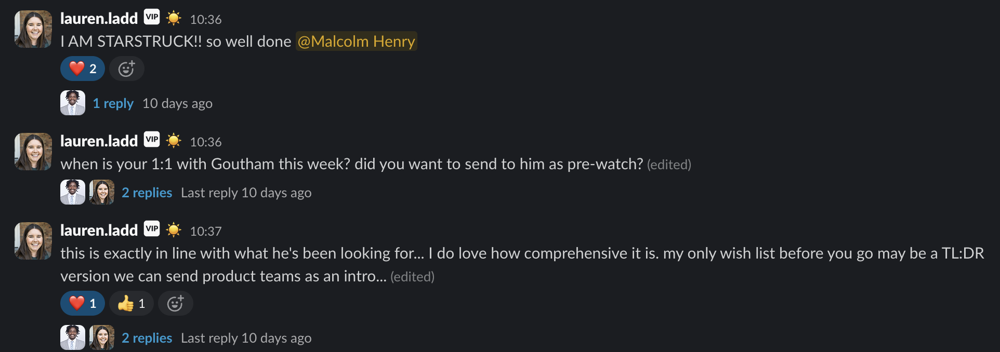 lauren.ladd VIP 10:36
I AM STARSTRUCK!! so well done @Malcolm Henry
2
1 reply 10 days ago
lauren.ladd VIP 10:36
when is your 1:1 with Goutham this week? did you want to send to him as pre-watch? (edited)
2 replies Last reply 10 days ago
lauren.ladd VIP 10:37
this is exactly in line with what he's been looking for... I do love how comprehensive it is. my only wish list before you go may be a TL:DR
version we can send product teams as an intro... (edited)
1 1
2 replies Last reply 10 days ago